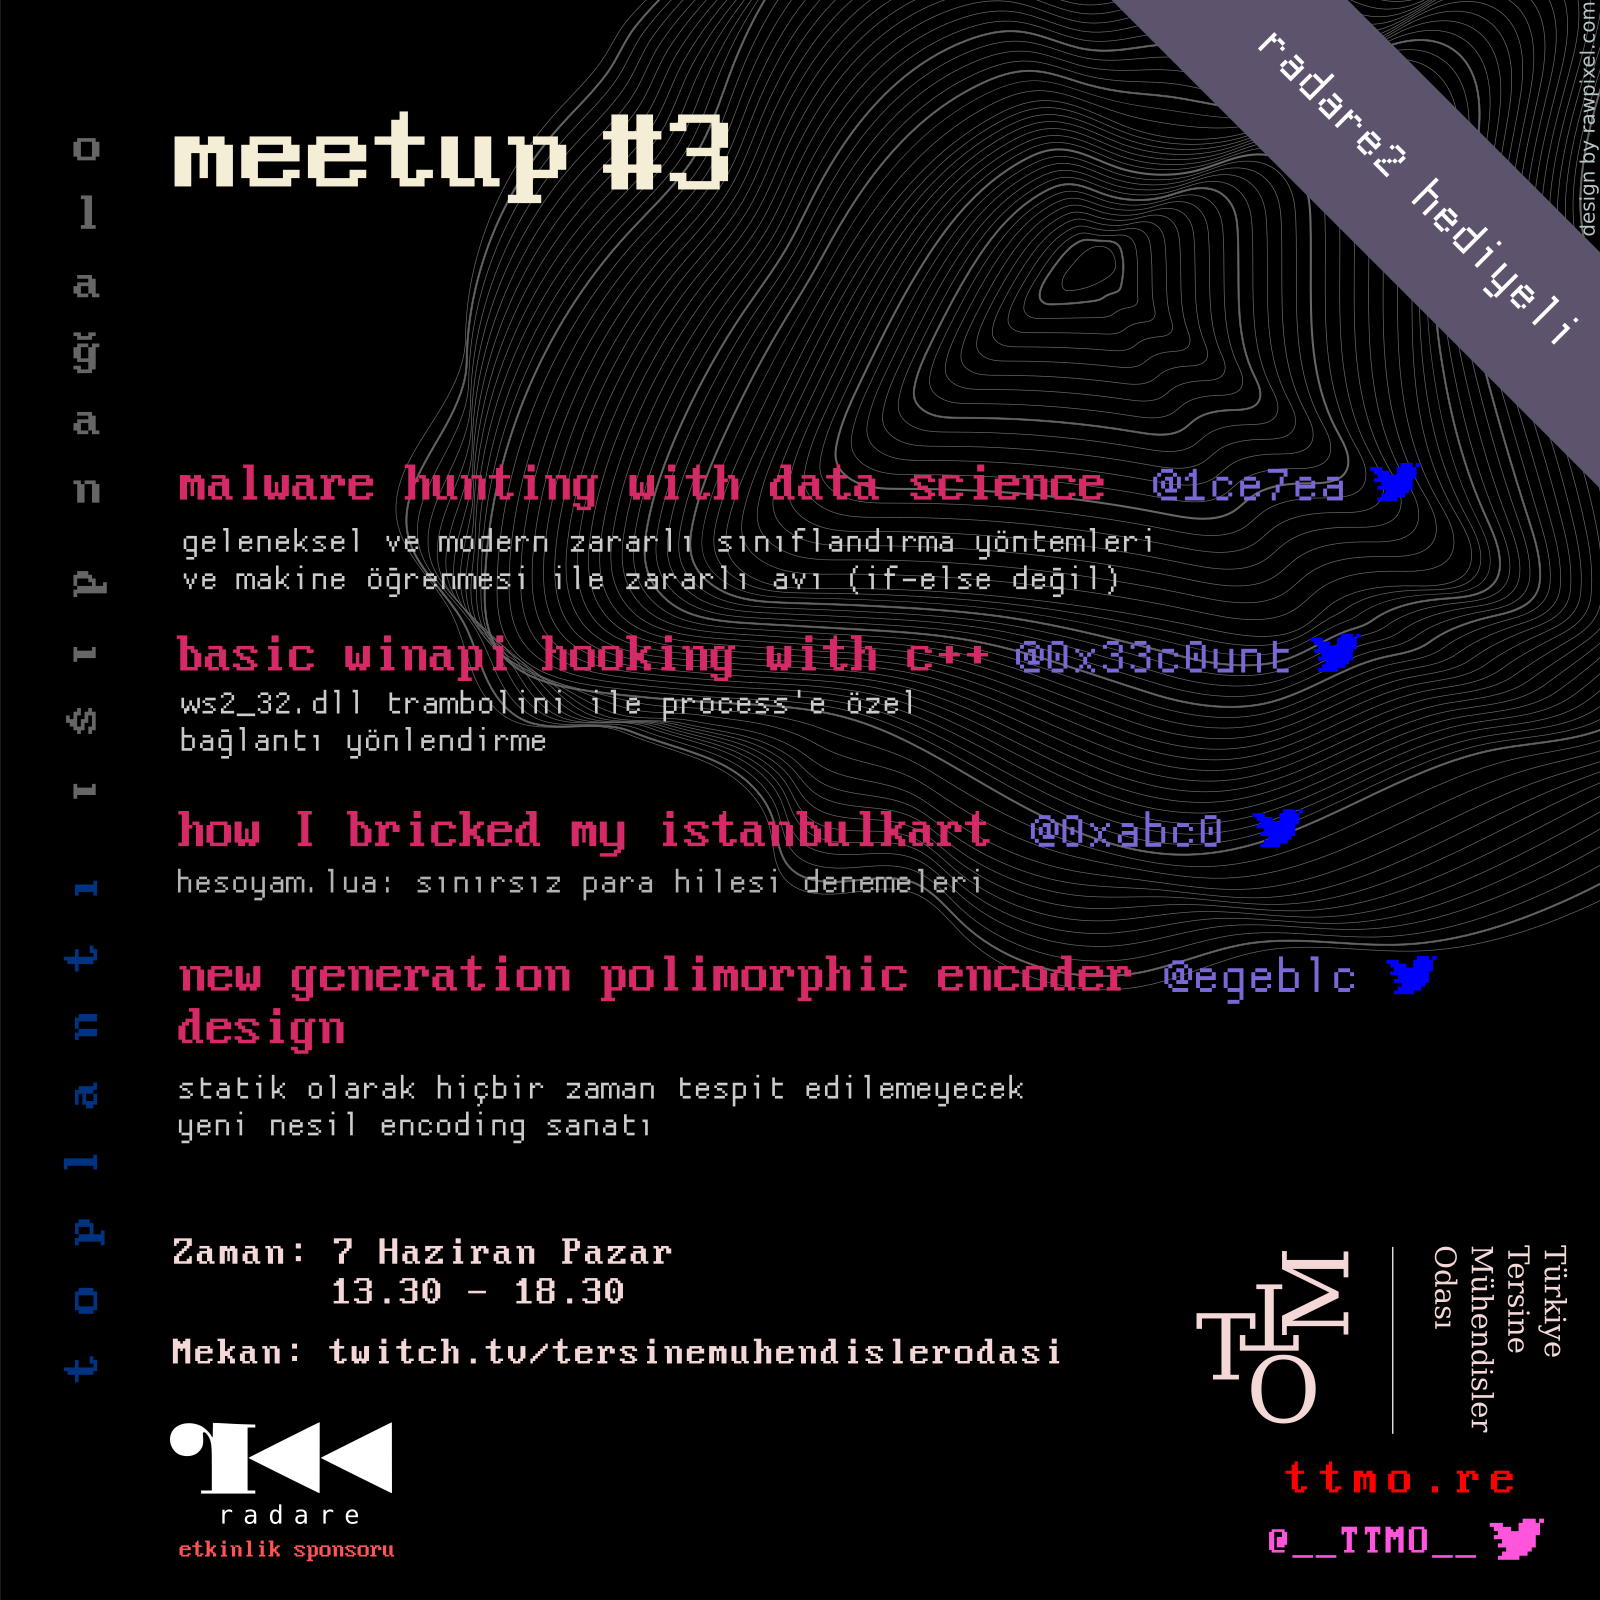 meetup #3
radare2 hediyeli
design by rawpixel.com
olağan
dışı
toplantı
malware hunting with data science @1ce7ea
geleneksel ve modern zararlı sınıflandırma yöntemleri
ve makine öğrenmesi ile zararlı avı (if-else değil)
basic winapi hooking with c++ @0x33c0unt
ws2_32.dll trambolini ile process'e özel
bağlantı yönlendirme
how I bricked my istanbulkart @0xabc0
hesoyam.lua: sınırsız para hilesi denemeleri
new generation polimorphic encoder @egeblc
design
statik olarak hiçbir zaman tespit edilemeyecek
yeni nesil encoding sanatı
Zaman: 7 Haziran Pazar
13.30 - 18.30
Mekan: twitch.tv/tersinemuhendislerodasi
radare
etkinlik sponsoru
TTMO
Türkiye
Tersine
Mühendisler
Odası
ttmo.re
@__TTMO__